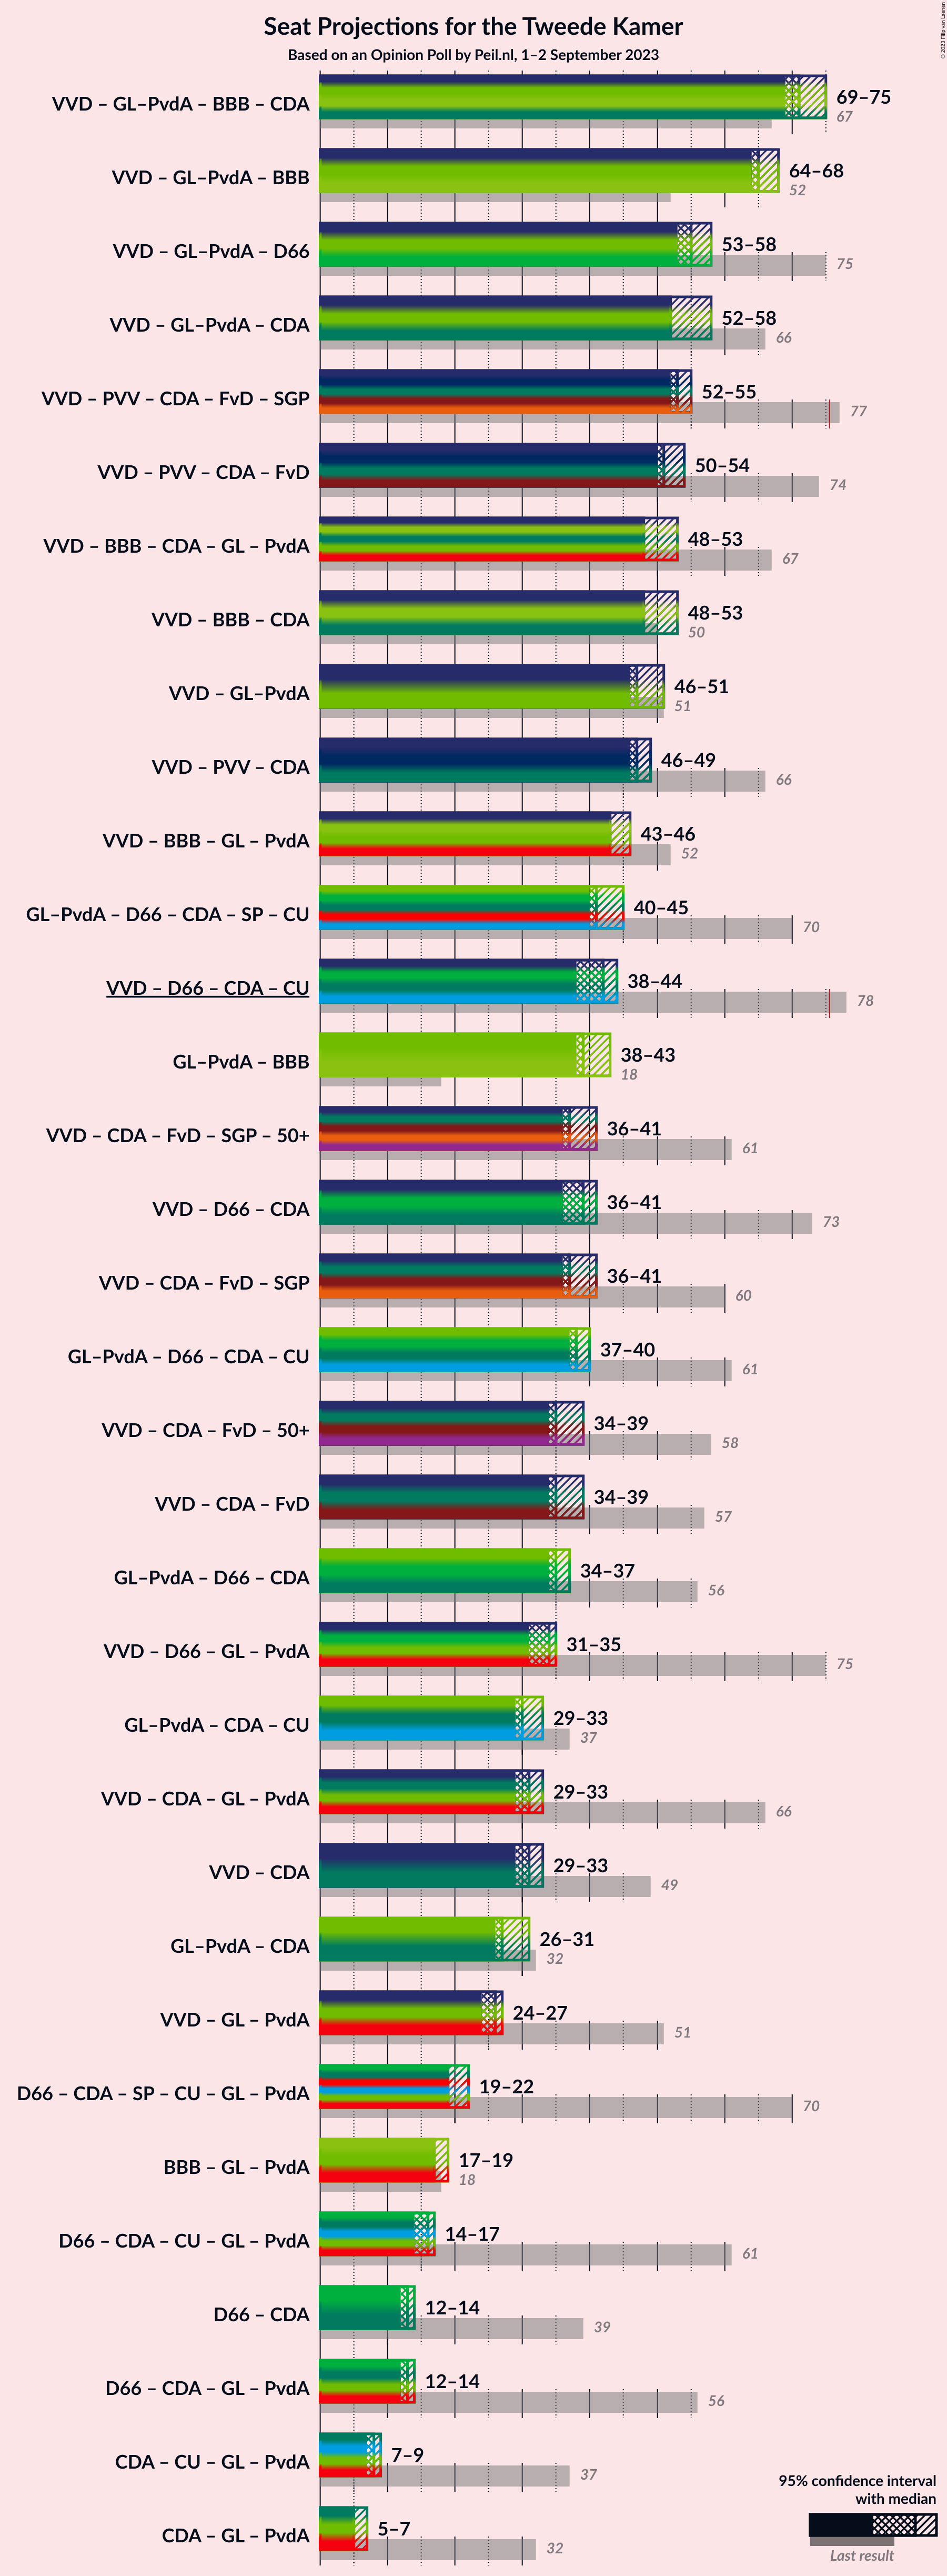 Seat Projections for the Tweede Kamer
Based on an Opinion Poll by Peil.nl, 1–2 September 2023
© 2023 Filip van Laenen
VVD – GL–PvdA – BBB – CDA 69–75 67
VVD – GL–PvdA – BBB 64–68 52
VVD – GL–PvdA – D66 53–58 75
VVD – GL–PvdA – CDA 52–58 66
VVD – PVV – CDA – FvD – SGP 52–55 77
VVD – PVV – CDA – FvD 50–54 74
VVD – BBB – CDA – GL – PvdA 48–53 67
VVD – BBB – CDA 48–53 50
VVD – GL–PvdA 46–51 51
VVD – PVV – CDA 46–49 66
VVD – BBB – GL – PvdA 43–46 52
GL–PvdA – D66 – CDA – SP – CU 40–45 70
VVD – D66 – CDA – CU 38–44 78
GL–PvdA – BBB 38–43 18
VVD – CDA – FvD – SGP – 50+ 36–41 61
VVD – D66 – CDA 36–41 73
VVD – CDA – FvD – SGP 36–41 60
GL–PvdA – D66 – CDA – CU 37–40 61
VVD – CDA – FvD – 50+ 34–39 58
VVD – CDA – FvD 34–39 57
GL–PvdA – D66 – CDA 34–37 56
VVD – D66 – GL – PvdA 31–35 75
GL–PvdA – CDA – CU 29–33 37
VVD – CDA – GL – PvdA 29–33 66
VVD – CDA 29–33 49
GL–PvdA – CDA 26–31 32
VVD – GL – PvdA 24–27 51
D66 – CDA – SP – CU – GL – PvdA 19–22 70
BBB – GL – PvdA 17–19 18
D66 – CDA – CU – GL – PvdA 14–17 61
D66 – CDA 12–14 39
D66 – CDA – GL – PvdA 12–14 56
CDA – CU – GL – PvdA 7–9 37
CDA – GL – PvdA 5–7 32
95% confidence interval
with median
Last result